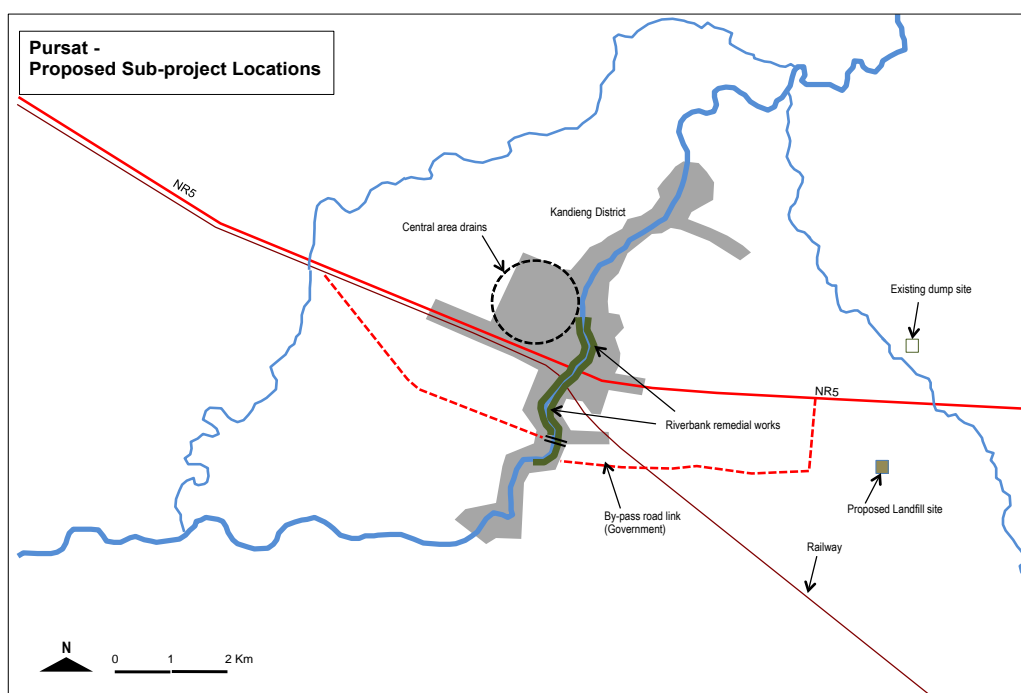 Pursat -
Proposed Sub-project Locations
NR5
Kandieng District
Central area drains
Existing dump site
NR5
Riverbank remedial works
By-pass road link
(Government)
Proposed Landfill site
Railway
N
0 1 2 Km